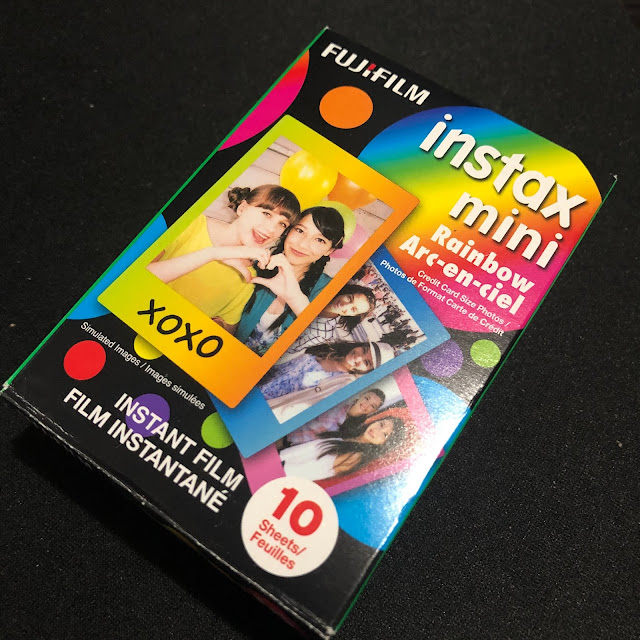 FUJIFILM
instax
mini
Rainbow
Arc-en-ciel
Credit Card Size Photos /
Photos de Format Carte de Crédit
XOXO
Simulated Images / Images simulées
INSTANT FILM
FILM INSTANTANÉ
10
Sheets/
Feuilles